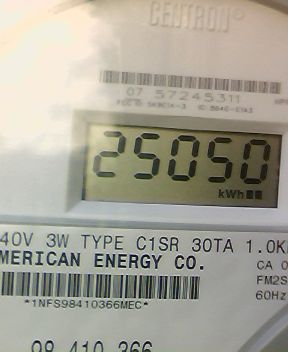 CENTRON®
07 57245311
25050
kWh
40V 3W TYPE C1SR 30TA 1.0K
MERICAN ENERGY CO.
CA 0
FM2S
60Hz
*1NFS98410366MEC*
98 410 366